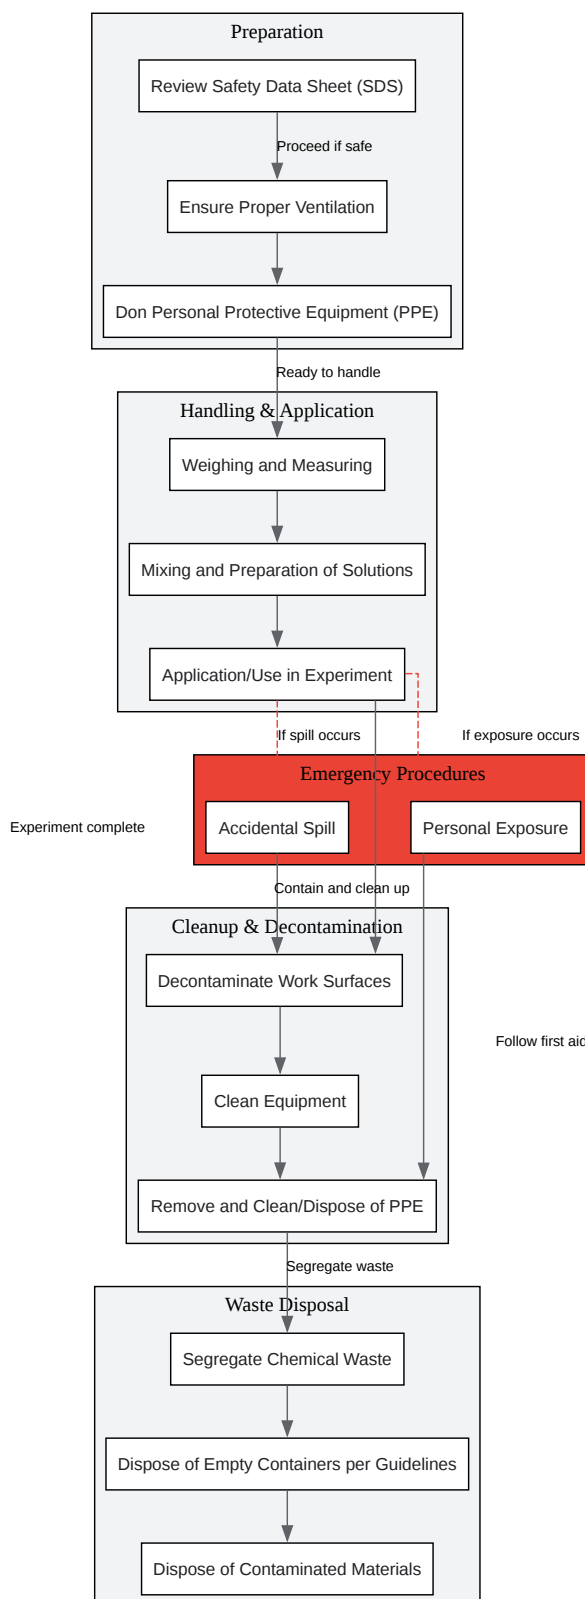 Preparation
Review Safety Data Sheet (SDS)
Proceed if safe
Ensure Proper Ventilation
Don Personal Protective Equipment (PPE)
Ready to handle
Handling & Application
Weighing and Measuring
Mixing and Preparation of Solutions
Application/Use in Experiment
If spill occurs
If exposure occurs
Emergency Procedures
Accidental Spill
Personal Exposure
Experiment complete
Contain and clean up
Cleanup & Decontamination
Decontaminate Work Surfaces
Follow first aid
Clean Equipment
Remove and Clean/Dispose of PPE
Segregate waste
Waste Disposal
Segregate Chemical Waste
Dispose of Empty Containers per Guidelines
Dispose of Contaminated Materials